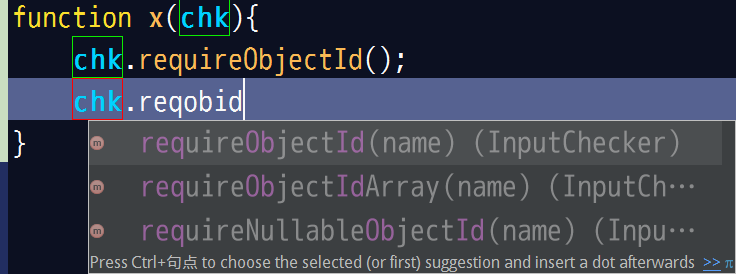 function x(chk){
chk.requireObjectId();
chk.reqobid
}
m requireObjectId(name) (InputChecker)
m requireObjectIdArray(name) (InputCh…
m requireNullableObjectId(name) (Inpu…
Press Ctrl+句点 to choose the selected (or first) suggestion and insert a dot afterwards >> π